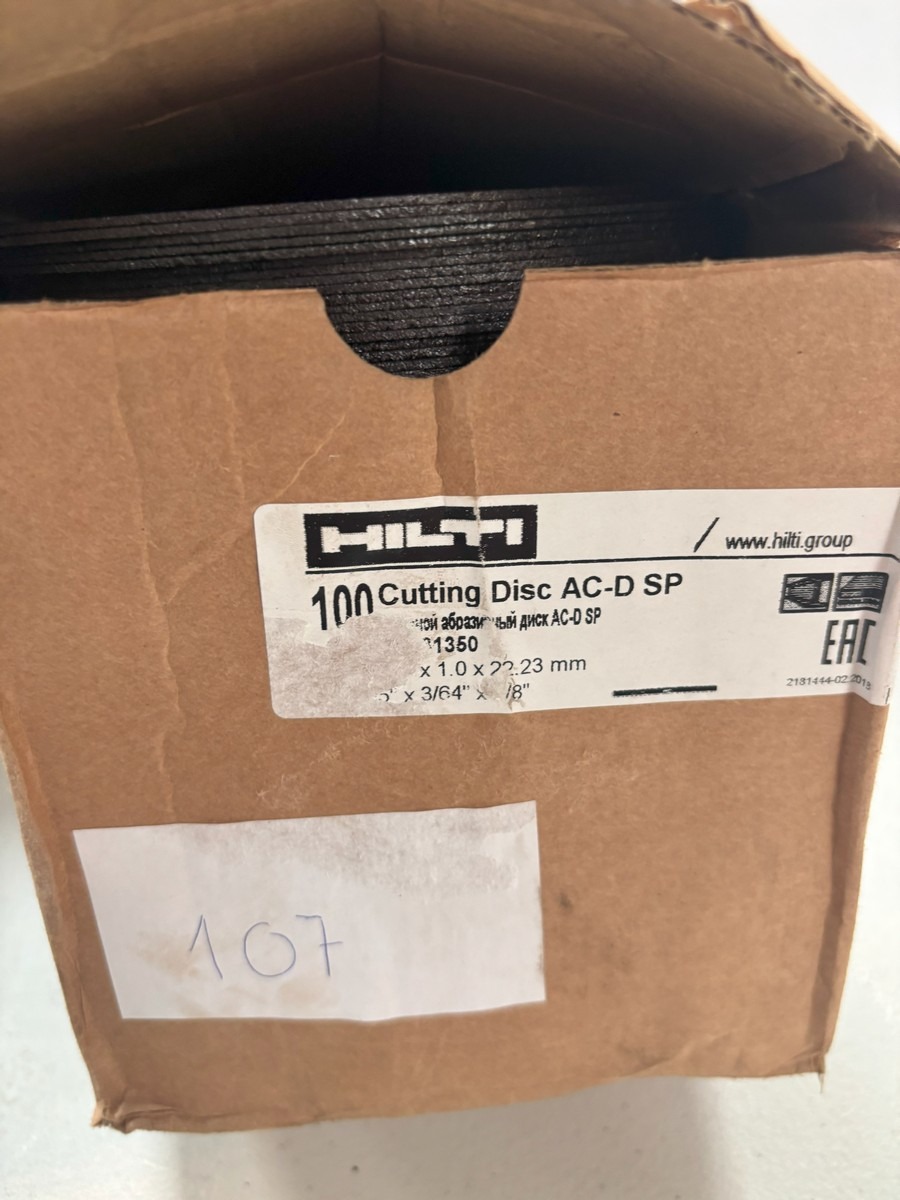 HILTI
www.hilti.group
100 Cutting Disc AC-D SP
абразивный диск AC-D SP
1350
x 1.0 x 22.23 mm
x 3/64" x /8"
EAC
2181444-02.2018
107